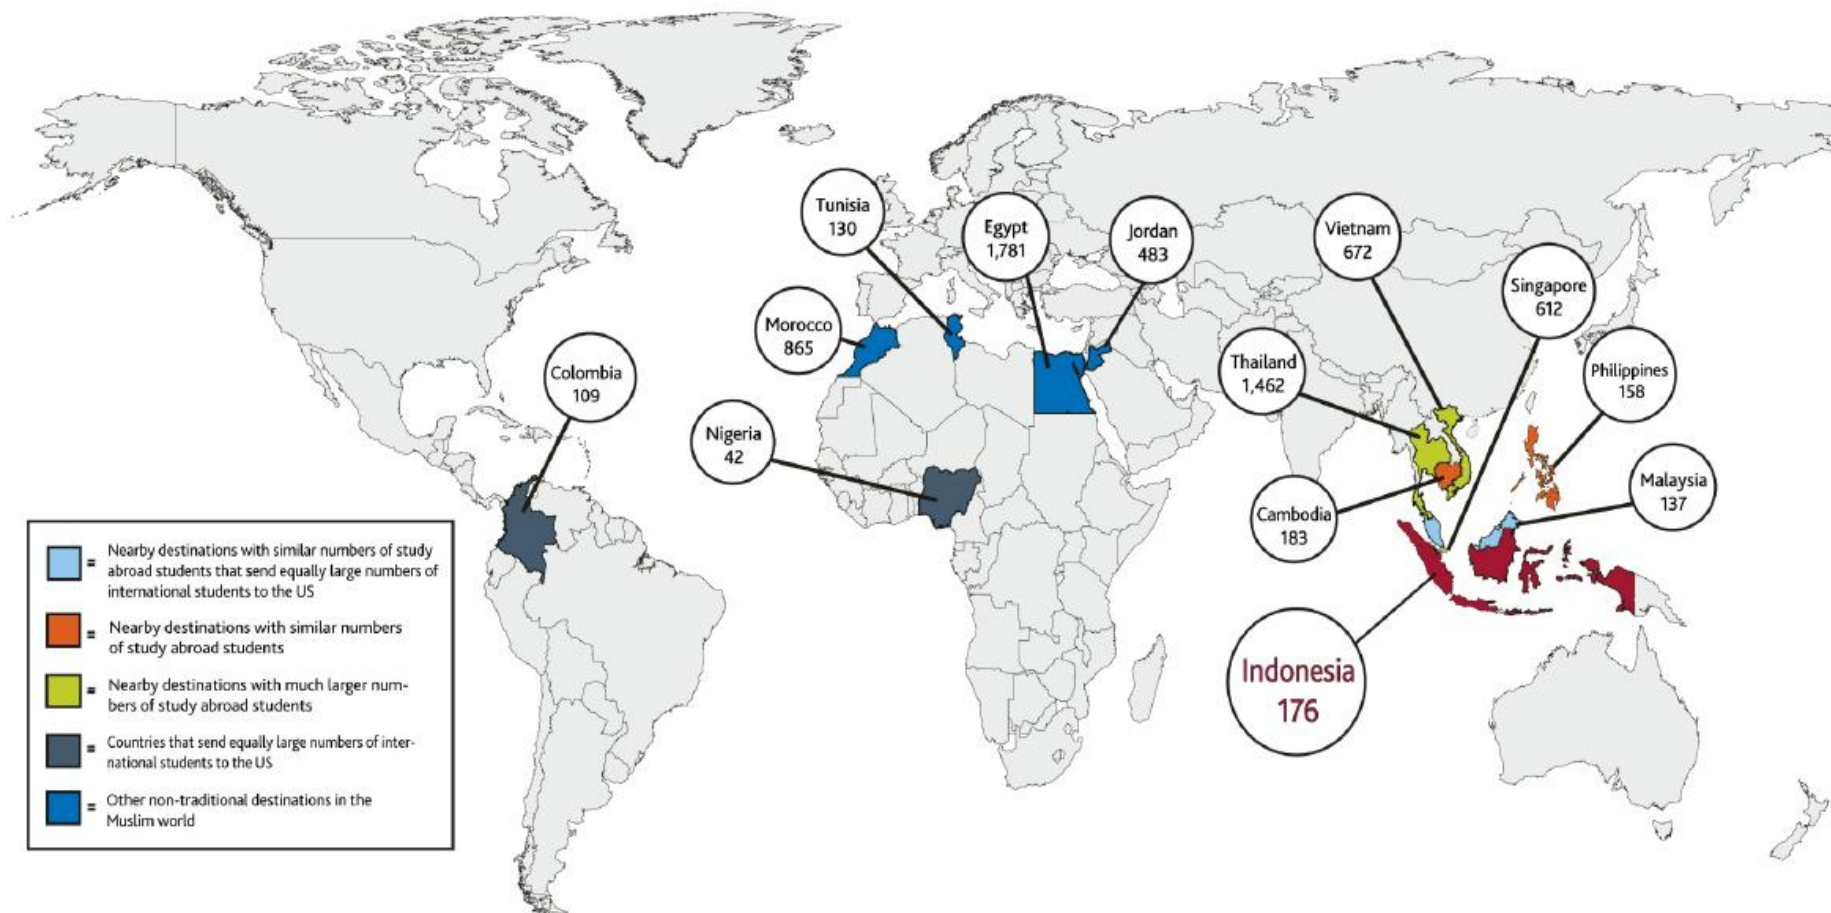 Tunisia
130
Egypt
1,781
Jordan
483
Vietnam
672
Singapore
612
Morocco
865
Thailand
1,462
Philippines
158
Colombia
109
Nigeria
42
Cambodia
183
Malaysia
137
Indonesia
176
= Nearby destinations with similar numbers of study
abroad students that send equally large numbers of
international students to the US
= Nearby destinations with similar numbers
of study abroad students
= Nearby destinations with much larger num-
bers of study abroad students
= Countries that send equally large numbers of inter-
national students to the US
= Other non-traditional destinations in the
Muslim world